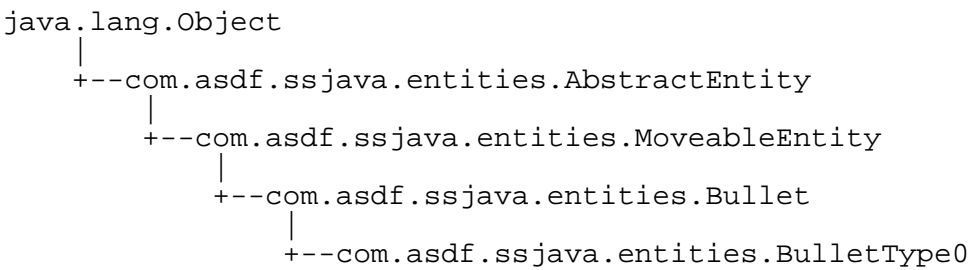 java.lang.Object
|
+--com.asdf.ssjava.entities.AbstractEntity
|
+--com.asdf.ssjava.entities.MoveableEntity
|
+--com.asdf.ssjava.entities.Bullet
|
+--com.asdf.ssjava.entities.BulletType0